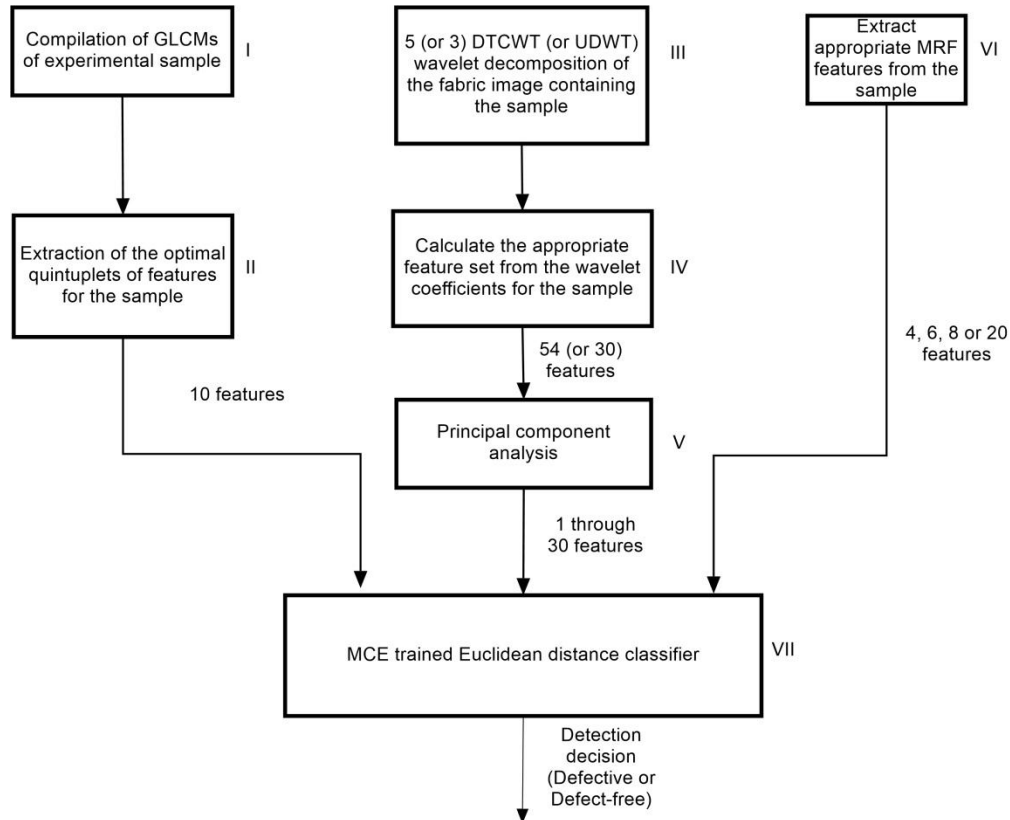 Compilation of GLCMs
of experimental sample
I
5 (or 3) DTCWT (or UDWT)
wavelet decomposition of
the fabric image containing
the sample
III
Extract
appropriate MRF
features from the
sample
VI
Extraction of the optimal
quintuplets of features
for the sample
II
Calculate the appropriate
feature set from the wavelet
coefficients for the sample
IV
4, 6, 8 or 20
features
54 (or 30)
features
10 features
Principal component
analysis
V
1 through
30 features
MCE trained Euclidean distance classifier
VII
Detection
decision
(Defective or
Defect-free)